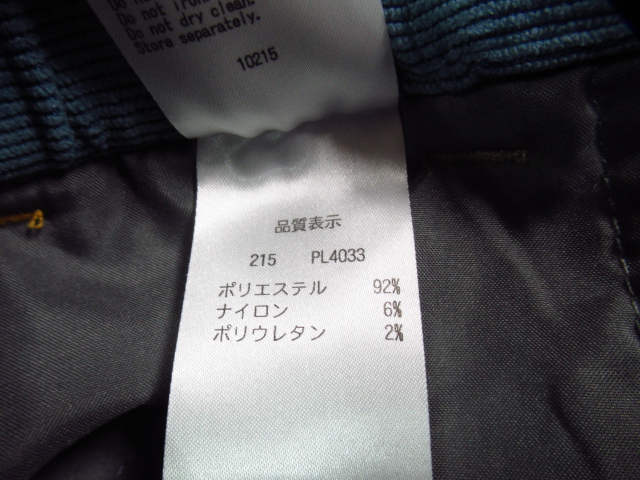 Do not iron
Do not dry clean.
Store separately.
10215
品質表示
215 PL4033
ポリエステル 92%
ナイロン 6%
ポリウレタン 2%